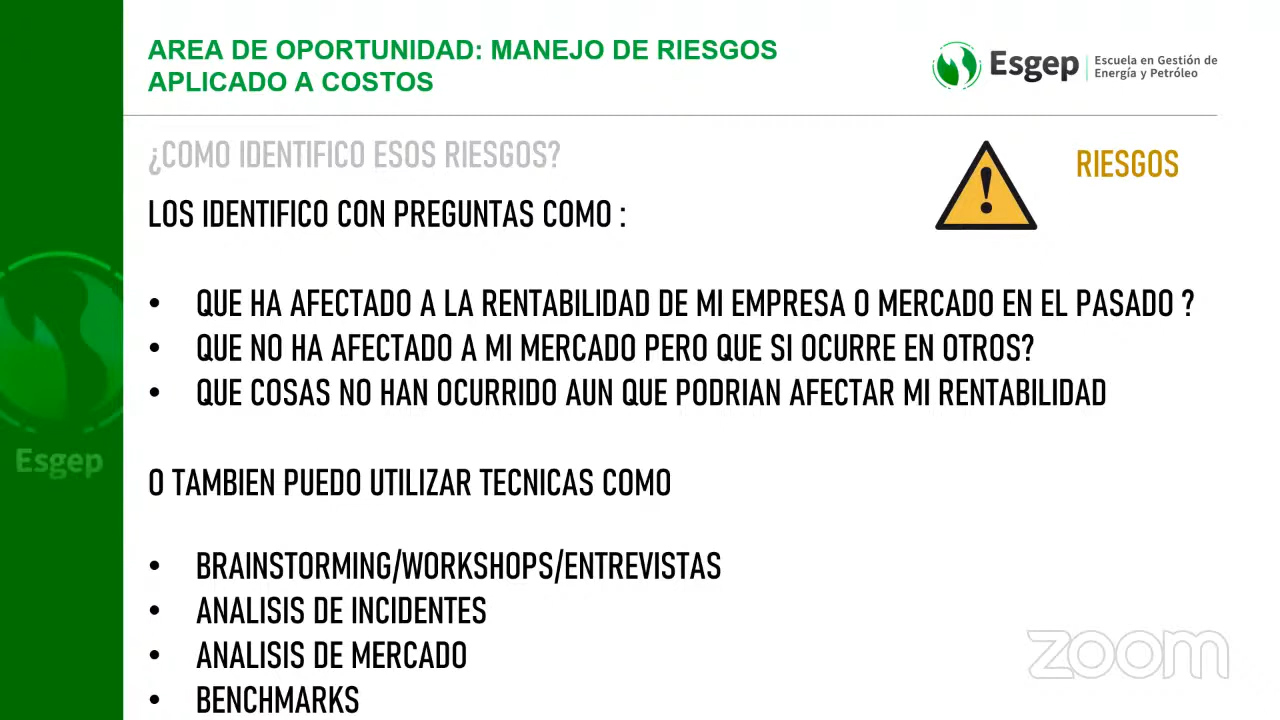 AREA DE OPORTUNIDAD: MANEJO DE RIESGOS
APLICADO A COSTOS
Esgep
Escuela en Gestión de
Energía y Petróleo
¿COMO IDENTIFICO ESOS RIESGOS?
RIESGOS
LOS IDENTIFICO CON PREGUNTAS COMO :
• QUE HA AFECTADO A LA RENTABILIDAD DE MI EMPRESA O MERCADO EN EL PASADO ?
• QUE NO HA AFECTADO A MI MERCADO PERO QUE SI OCURRE EN OTROS?
• QUE COSAS NO HAN OCURRIDO AUN QUE PODRIAN AFECTAR MI RENTABILIDAD
Esgep
O TAMBIEN PUEDO UTILIZAR TECNICAS COMO
• BRAINSTORMING/WORKSHOPS/ENTREVISTAS
• ANALISIS DE INCIDENTES
• ANALISIS DE MERCADO
• BENCHMARKS
zoom